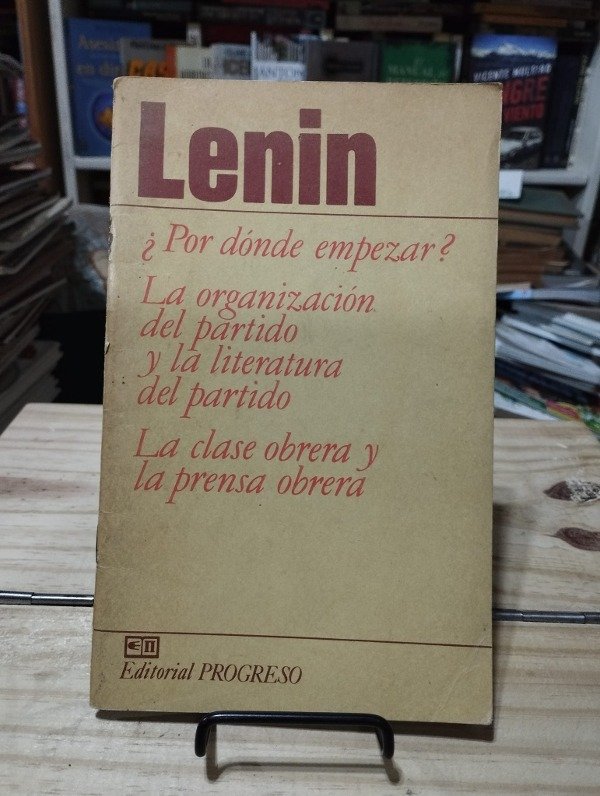 Lenin
¿Por dónde empezar?
La organización
del partido
y la literatura
del partido
La clase obrera y
la prensa obrera
Editorial PROGRESO
VICENTE